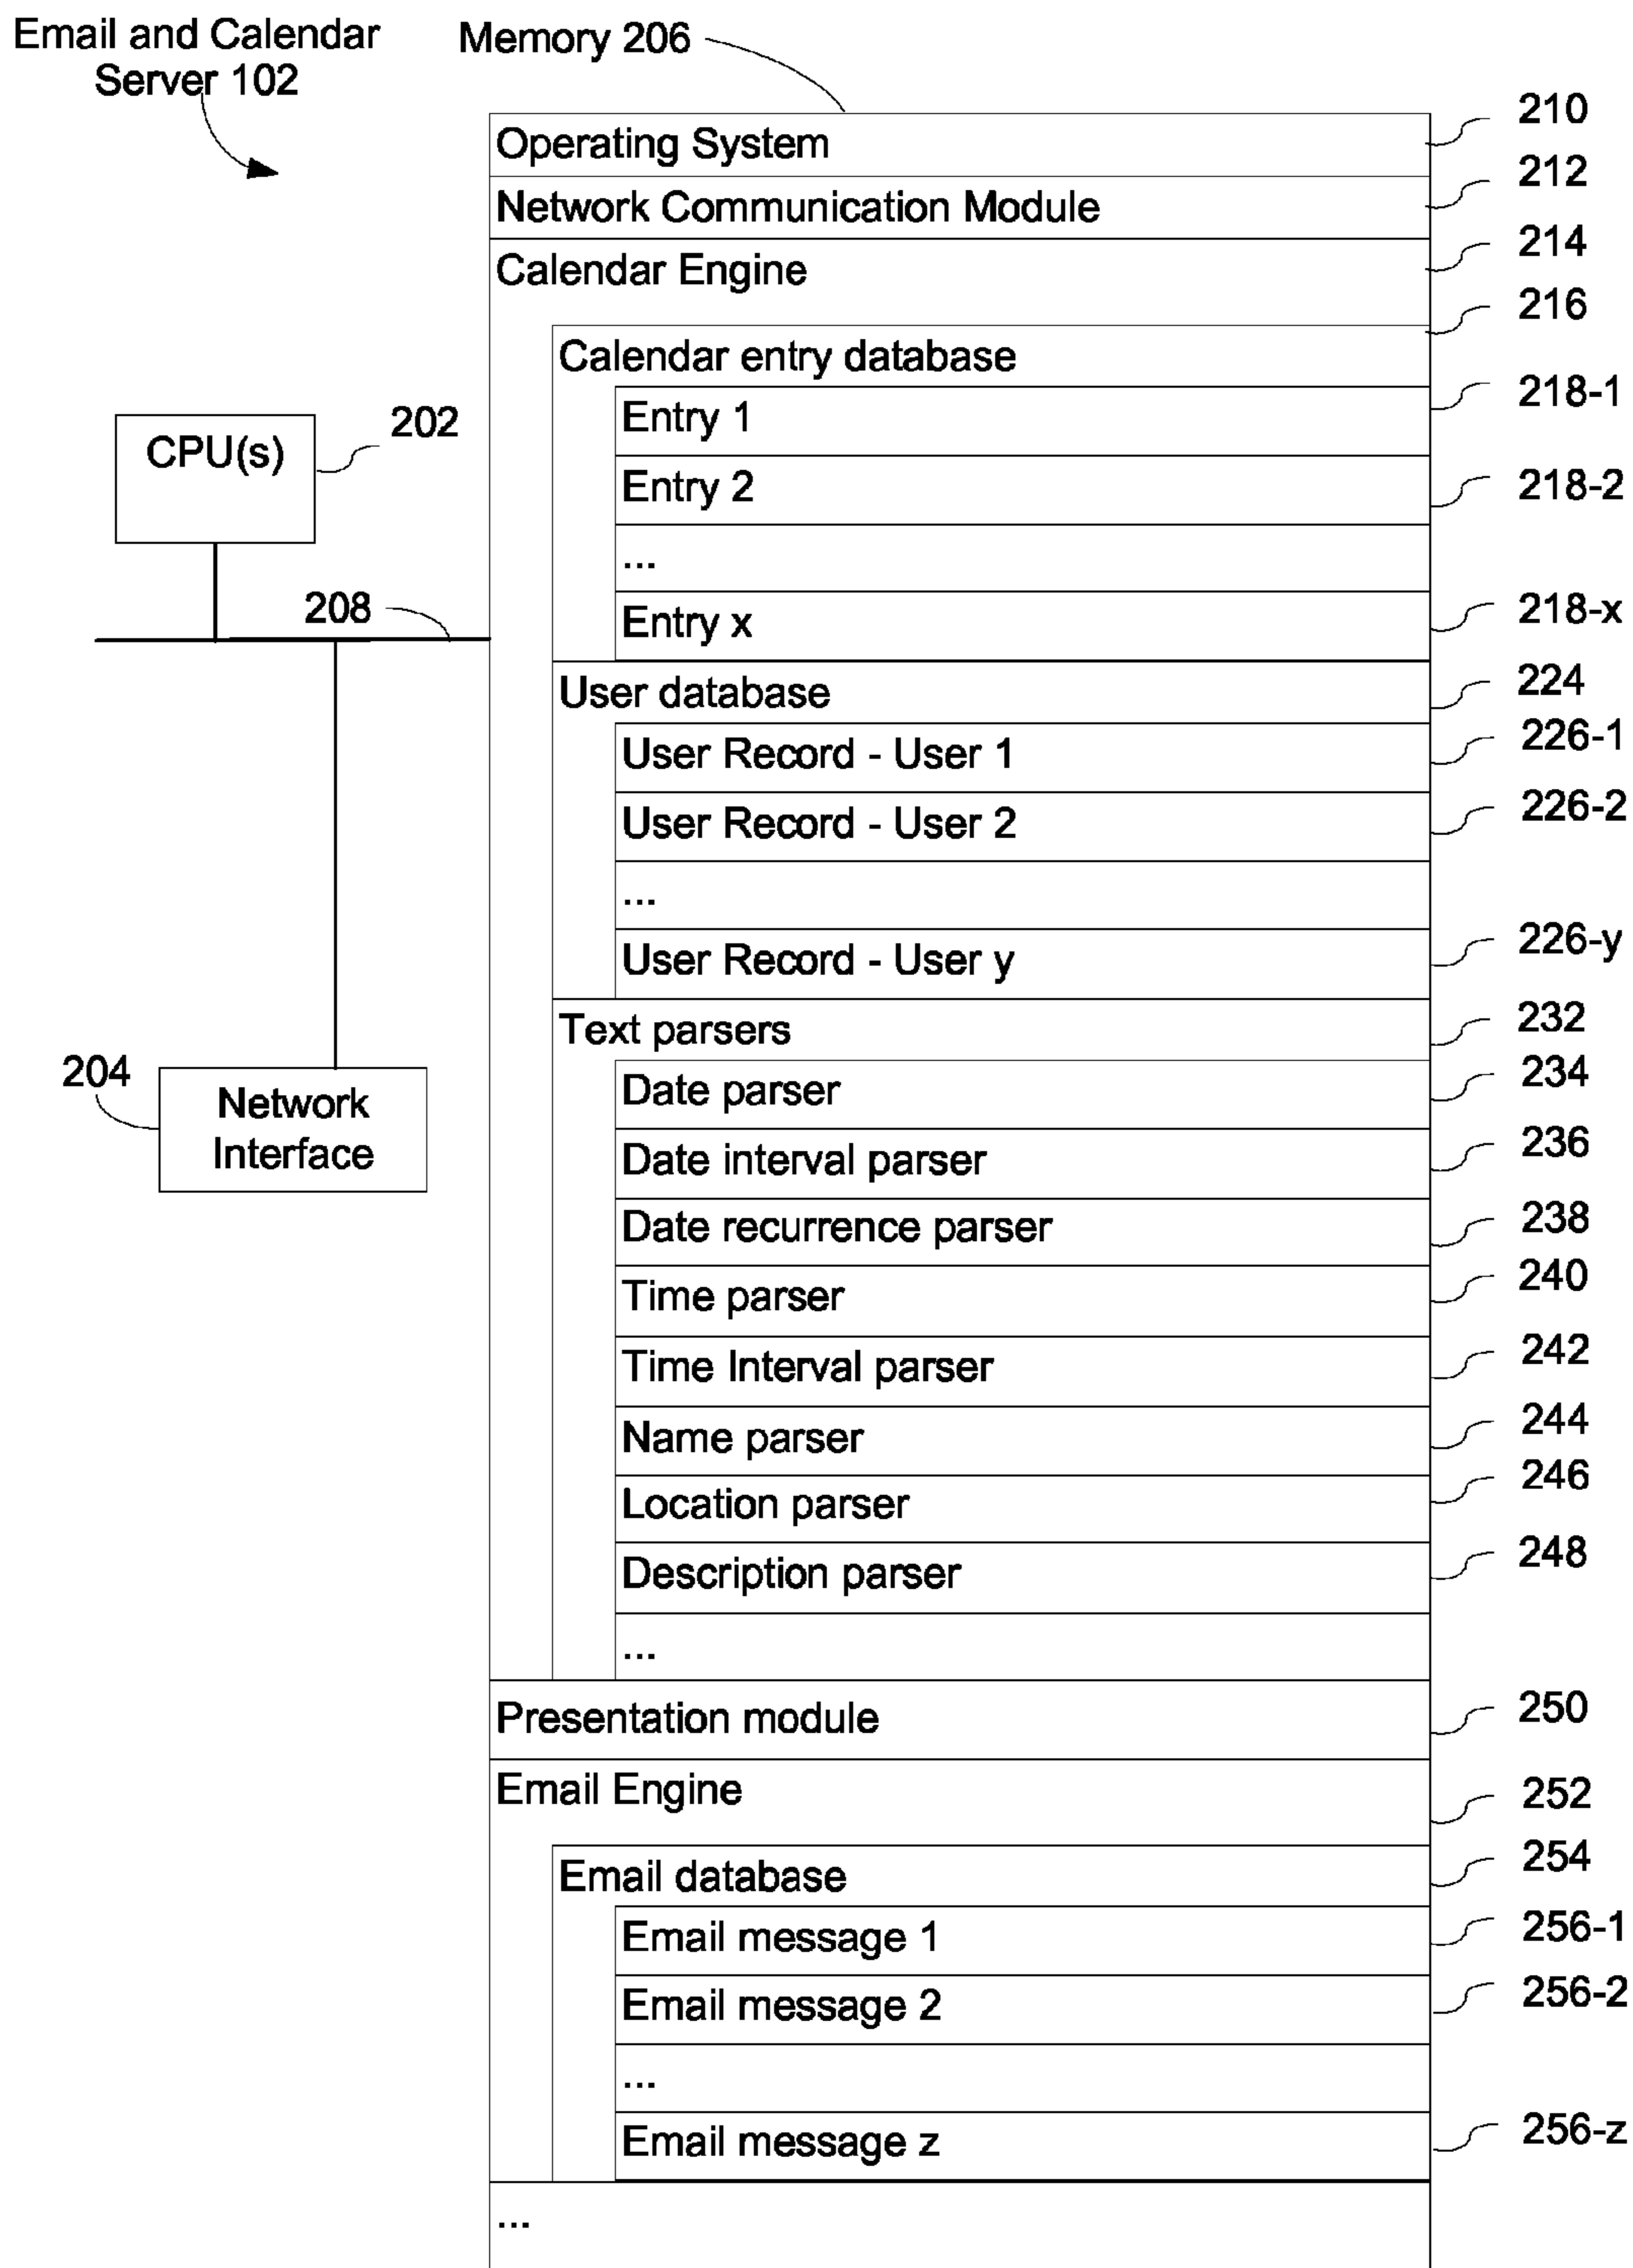 Email and Calendar
Server 102
Memory 206
Operating System 210
Network Communication Module 212
Calendar Engine 214
216
Calendar entry database
Entry 1 218-1
CPU(s) 202
Entry 2 218-2
...
208
Entry x 218-x
User database 224
User Record - User 1 226-1
User Record - User 2 226-2
...
User Record - User y 226-y
Text parsers 232
204
Network
Interface
Date parser 234
Date interval parser 236
Date recurrence parser 238
Time parser 240
Time Interval parser 242
Name parser 244
Location parser 246
Description parser 248
...
Presentation module 250
Email Engine 252
Email database 254
Email message 1 256-1
Email message 2 256-2
...
Email message z 256-z
...